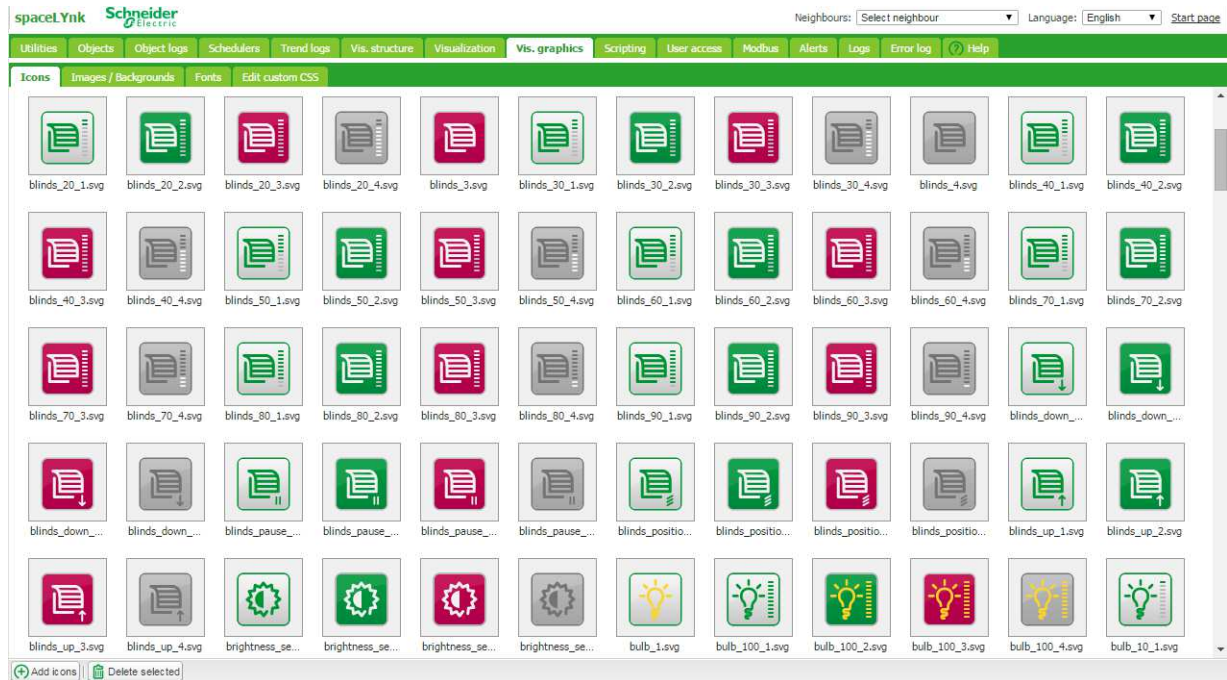 spaceLYnk Schneider Electric Neighbours: Select neighbour Language: English Start page
Utilities Objects Object logs Schedulers Trend logs Vis. structure Visualization Vis. graphics Scripting User access Modbus Alerts Logs Error log Help
Icons Images / Backgrounds Fonts Edit custom CSS
blinds_20_1.svg blinds_20_2.svg blinds_20_3.svg blinds_20_4.svg blinds_3.svg blinds_30_1.svg blinds_30_2.svg blinds_30_3.svg blinds_30_4.svg blinds_4.svg blinds_40_1.svg blinds_40_2.svg
blinds_40_3.svg blinds_40_4.svg blinds_50_1.svg blinds_50_2.svg blinds_50_3.svg blinds_50_4.svg blinds_60_1.svg blinds_60_2.svg blinds_60_3.svg blinds_60_4.svg blinds_70_1.svg blinds_70_2.svg
blinds_70_3.svg blinds_70_4.svg blinds_80_1.svg blinds_80_2.svg blinds_80_3.svg blinds_80_4.svg blinds_90_1.svg blinds_90_2.svg blinds_90_3.svg blinds_90_4.svg blinds_down_... blinds_down_...
blinds_down_... blinds_down_... blinds_pause_... blinds_pause_... blinds_pause_... blinds_pause_... blinds_positio... blinds_positio... blinds_positio... blinds_positio... blinds_up_1.svg blinds_up_2.svg
blinds_up_3.svg blinds_up_4.svg brightness_se... brightness_se... brightness_se... brightness_se... bulb_1.svg bulb_100_1.svg bulb_100_2.svg bulb_100_3.svg bulb_100_4.svg bulb_10_1.svg
Add icons Delete selected